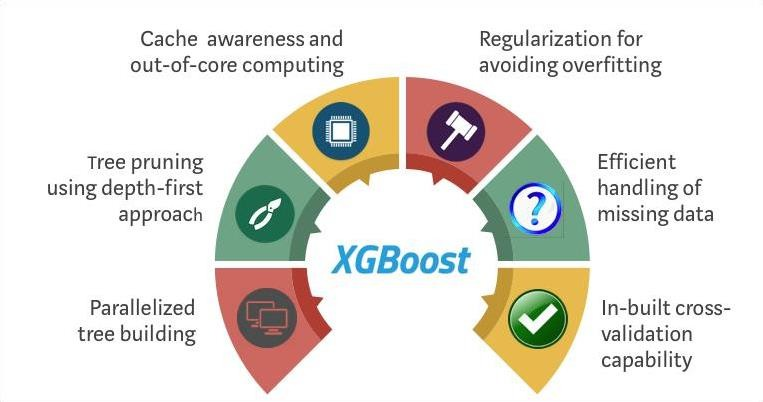 Cache awareness and
out-of-core computing
Regularization for
avoiding overfitting
Tree pruning
using depth-first
approach
Efficient
handling of
missing data
XGBoost
Parallelized
tree building
In-built cross-
validation
capability